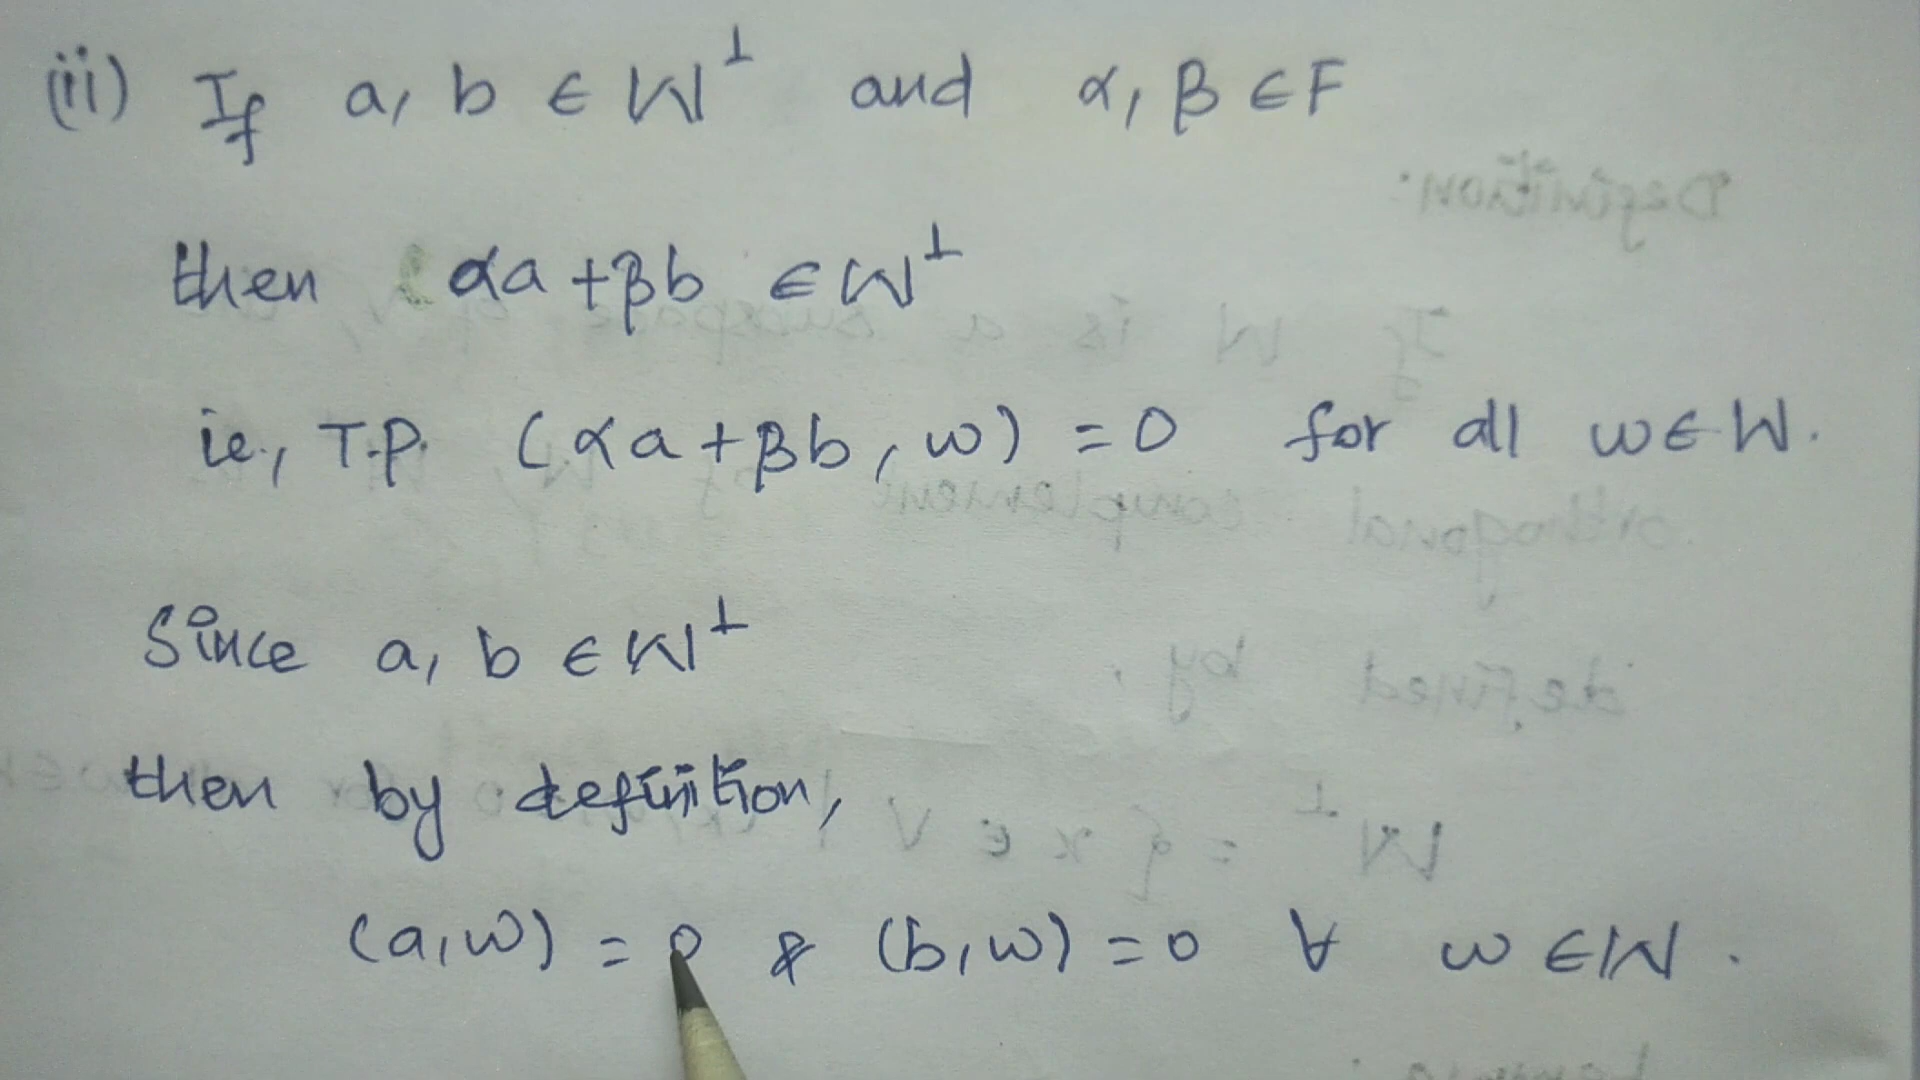 (ii) If a, b ∈ W⊥ and α, β ∈ F
then αa + βb ∈ W⊥
ie., T.P. (αa + βb, w) = 0 for all w ∈ W.
Since a, b ∈ W⊥
then by definition,
(a, w) = 0 & (b, w) = 0 ∀ w ∈ W.